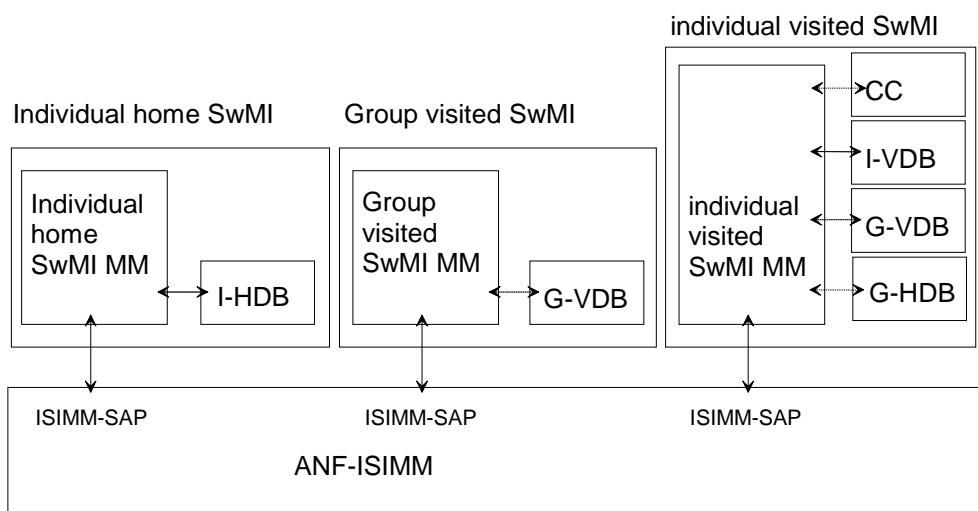 individual visited SwMI
Individual home SwMI
Group visited SwMI
Individual
home
SwMI MM
I-HDB
Group
visited
SwMI MM
G-VDB
individual
visited
SwMI MM
CC
I-VDB
G-VDB
G-HDB
ISIMM-SAP
ISIMM-SAP
ISIMM-SAP
ANF-ISIMM